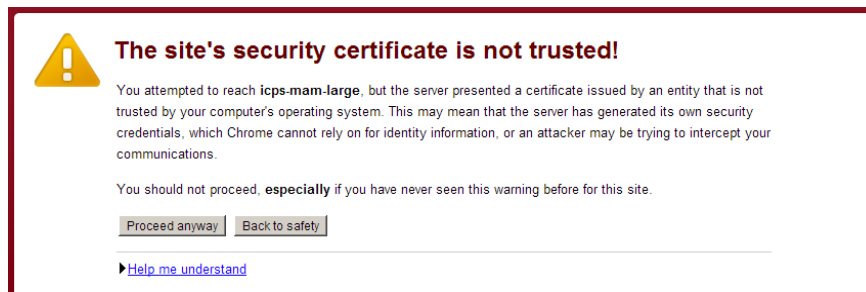 The site's security certificate is not trusted!
You attempted to reach icps-mam-large, but the server presented a certificate issued by an entity that is not
trusted by your computer's operating system. This may mean that the server has generated its own security
credentials, which Chrome cannot rely on for identity information, or an attacker may be trying to intercept your
communications.
You should not proceed, especially if you have never seen this warning before for this site.
Proceed anyway Back to safety
Help me understand